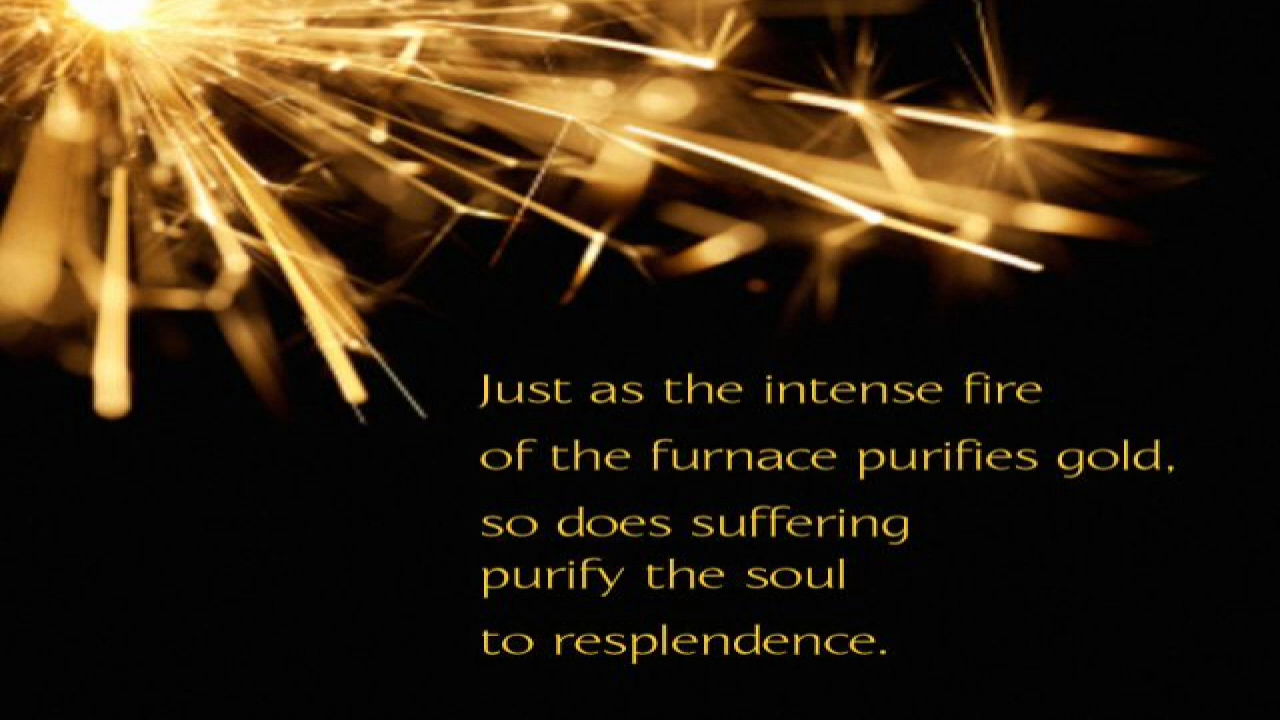 Just as the intense fire
of the furnace purifies gold,
so does suffering
purify the soul
to resplendence.